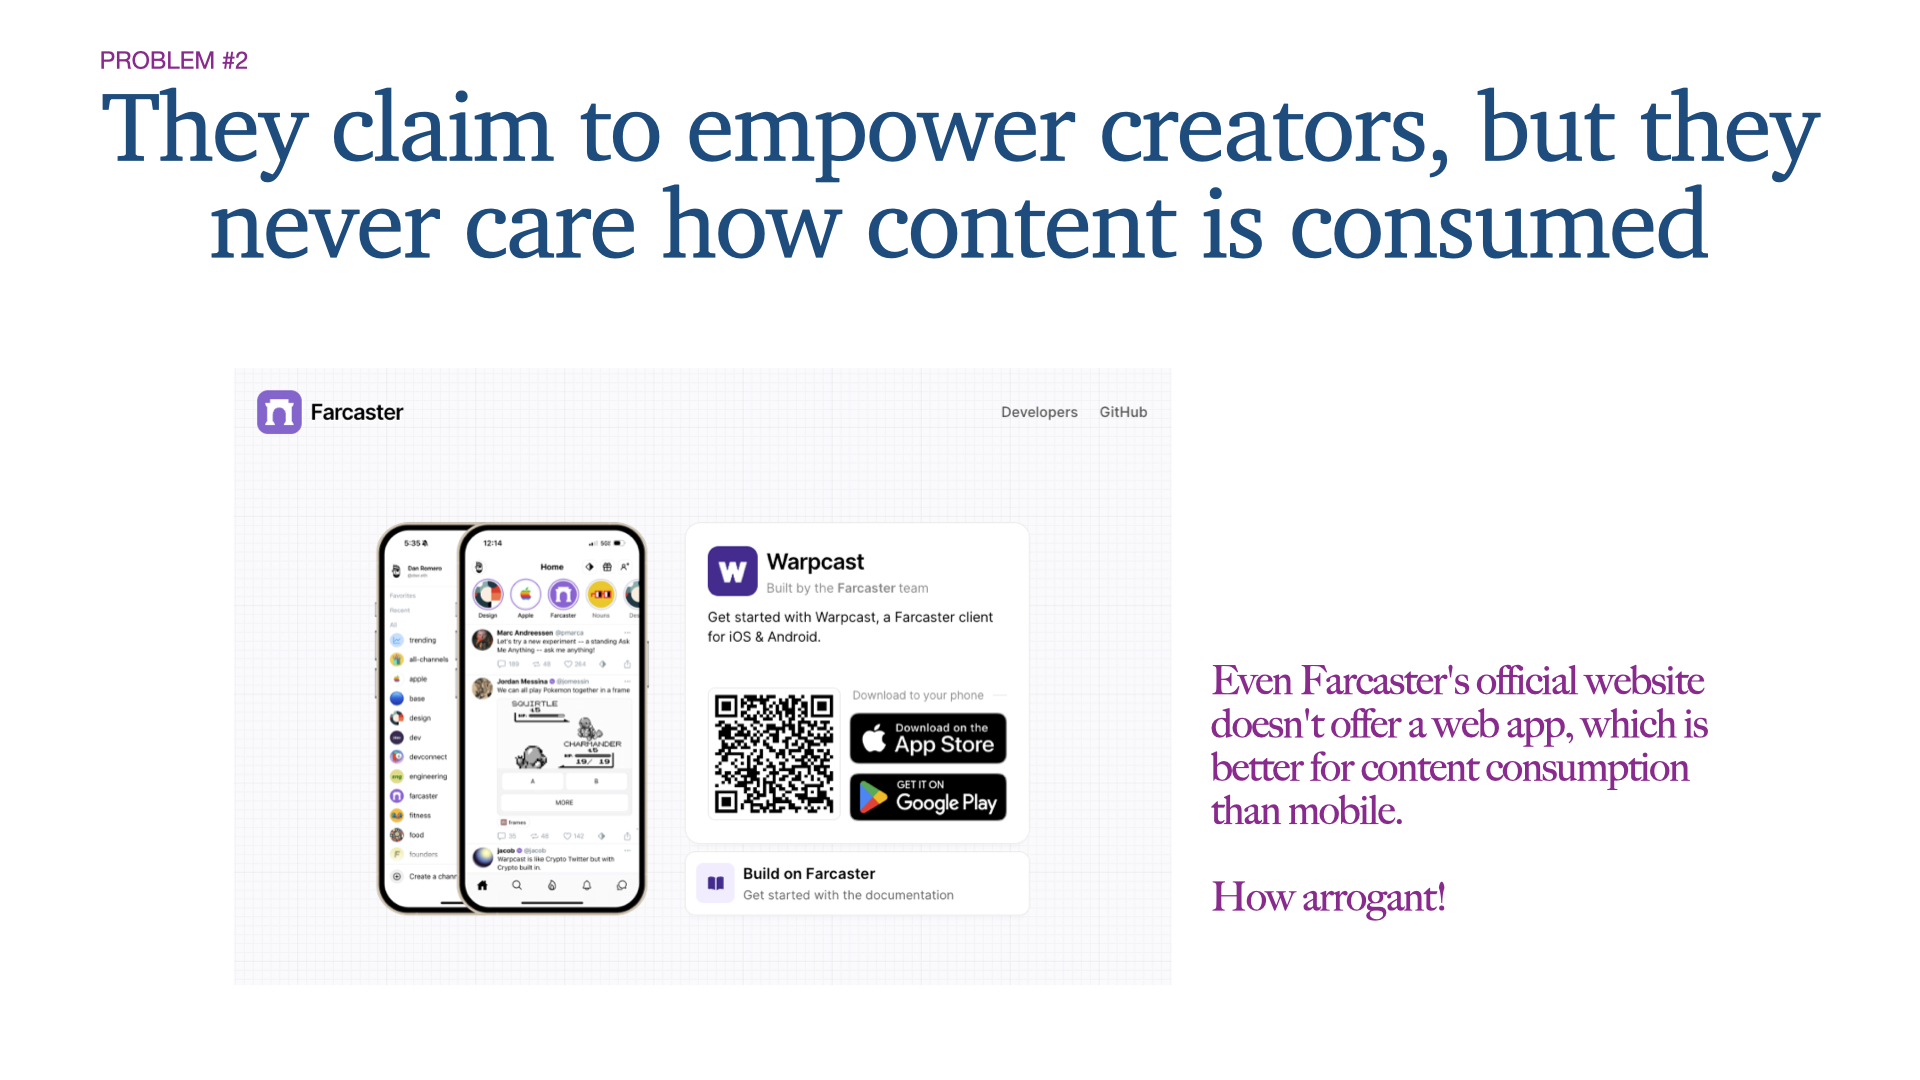 PROBLEM #2
They claim to empower creators, but they
never care how content is consumed
Farcaster
Developers GitHub
5:35
Dan Romero
Favorites
Recent
All
trending
all-channels
apple
base
design
dev
devconnect
engineering
farcaster
fitness
food
founders
Create a chann
12:14
Home
Design Apple Farcaster Nouns
Marc Andreessen @pmarca
Let's try a new experiment -- a standing Ask
Me Anything -- ask me anything!
189 48 264
Jordan Messina @jomessin
We can all play Pokemon together in a frame
SQUIRTLE
CHARMANDER
19/ 19
A B
MORE
frames
35 48 142
jacob @jacob
Warpcast is like Crypto Twitter but with
Crypto built in.
W
Warpcast
Built by the Farcaster team
Get started with Warpcast, a Farcaster client
for iOS & Android.
Download to your phone
Download on the
App Store
GET IT ON
Google Play
Build on Farcaster
Get started with the documentation
Even Farcaster's official website
doesn't offer a web app, which is
better for content consumption
than mobile.
How arrogant!